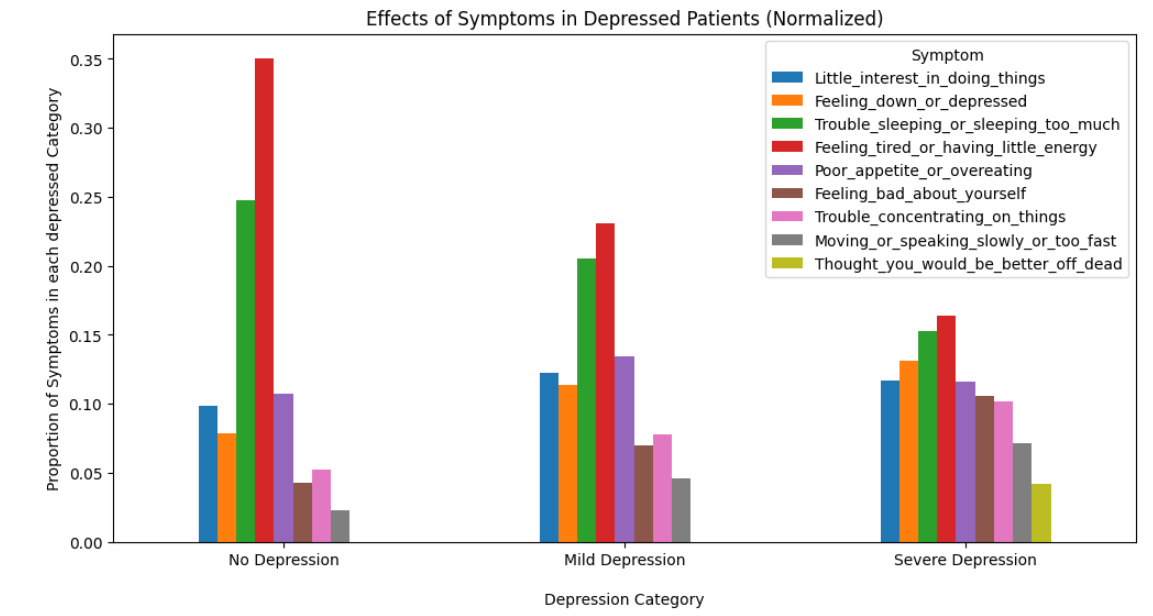 Effects of Symptoms in Depressed Patients (Normalized)
Proportion of Symptoms in each depressed Category
0.35
0.30
0.25
0.20
0.15
0.10
0.05
0.00
Symptom
Little_interest_in_doing_things
Feeling_down_or_depressed
Trouble_sleeping_or_sleeping_too_much
Feeling_tired_or_having_little_energy
Poor_appetite_or_overeating
Feeling_bad_about_yourself
Trouble_concentrating_on_things
Moving_or_speaking_slowly_or_too_fast
Thought_you_would_be_better_off_dead
No Depression
Mild Depression
Severe Depression
Depression Category